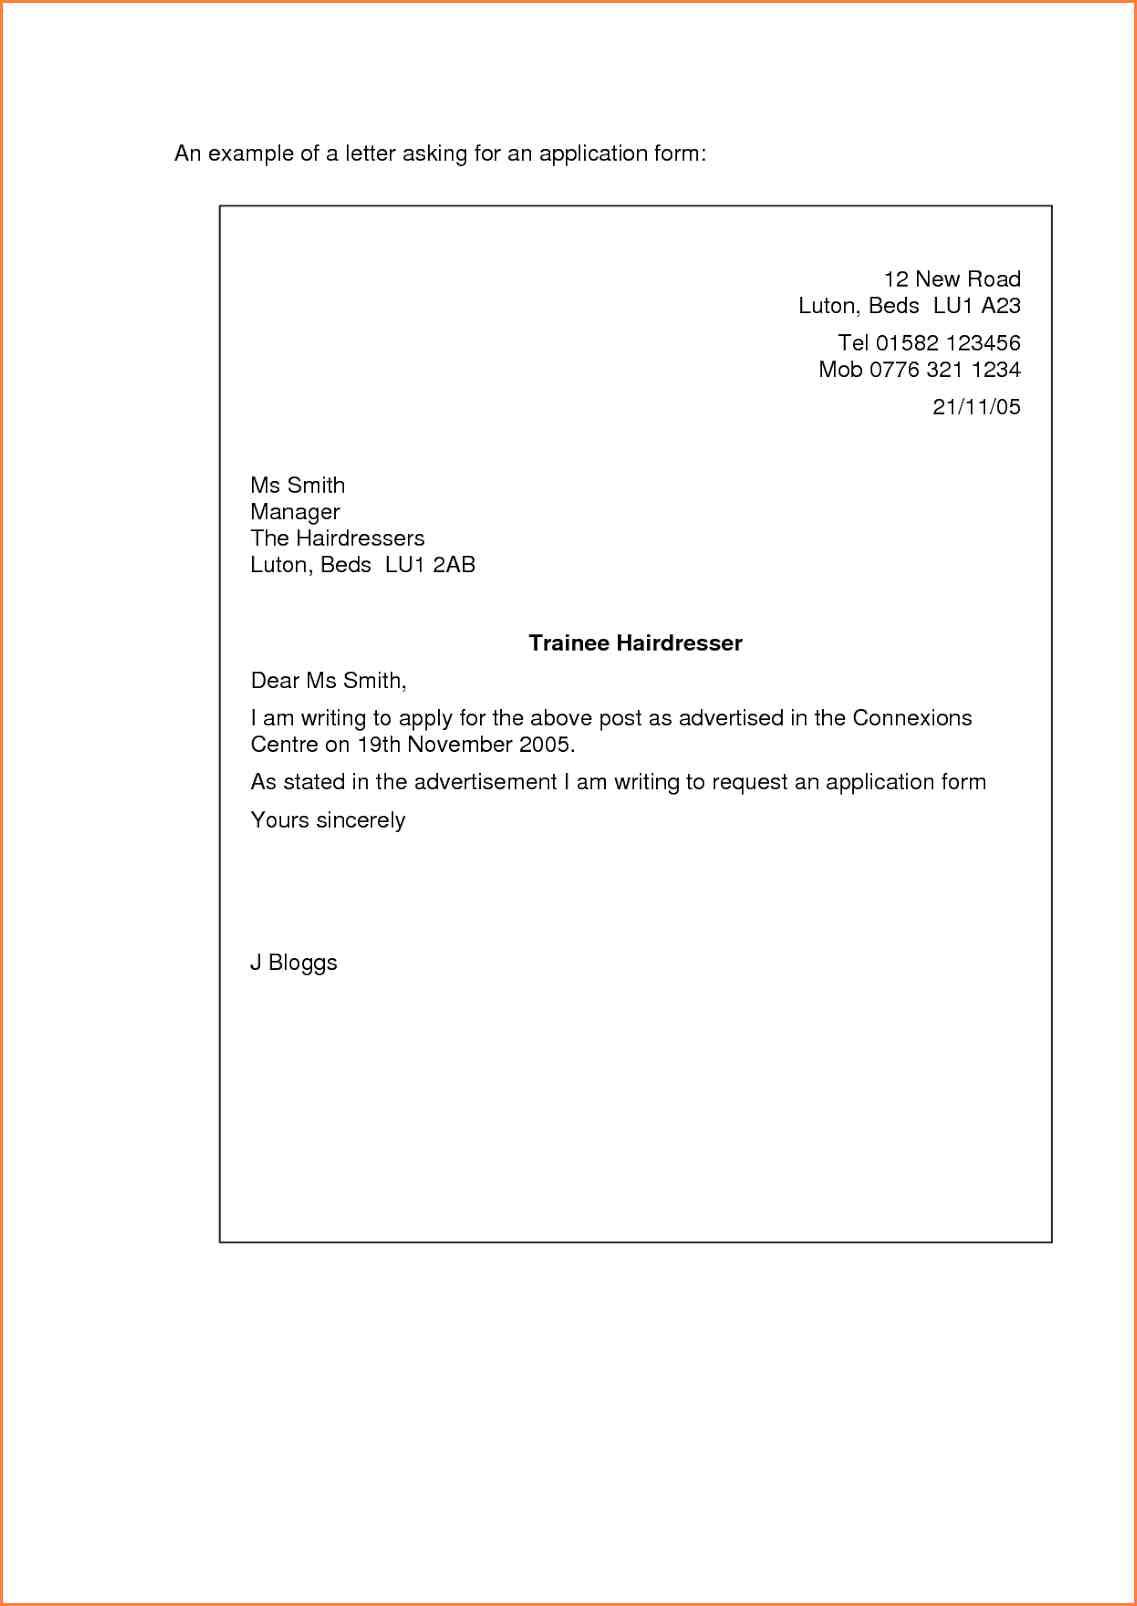 An example of a letter asking for an application form:
12 New Road
Luton, Beds  LU1 A23
Tel 01582 123456
Mob 0776 321 1234
21/11/05
Ms Smith
Manager
The Hairdressers
Luton, Beds  LU1 2AB
Trainee Hairdresser
Dear Ms Smith,
I am writing to apply for the above post as advertised in the Connexions
Centre on 19th November 2005.
As stated in the advertisement I am writing to request an application form
Yours sincerely
J Bloggs